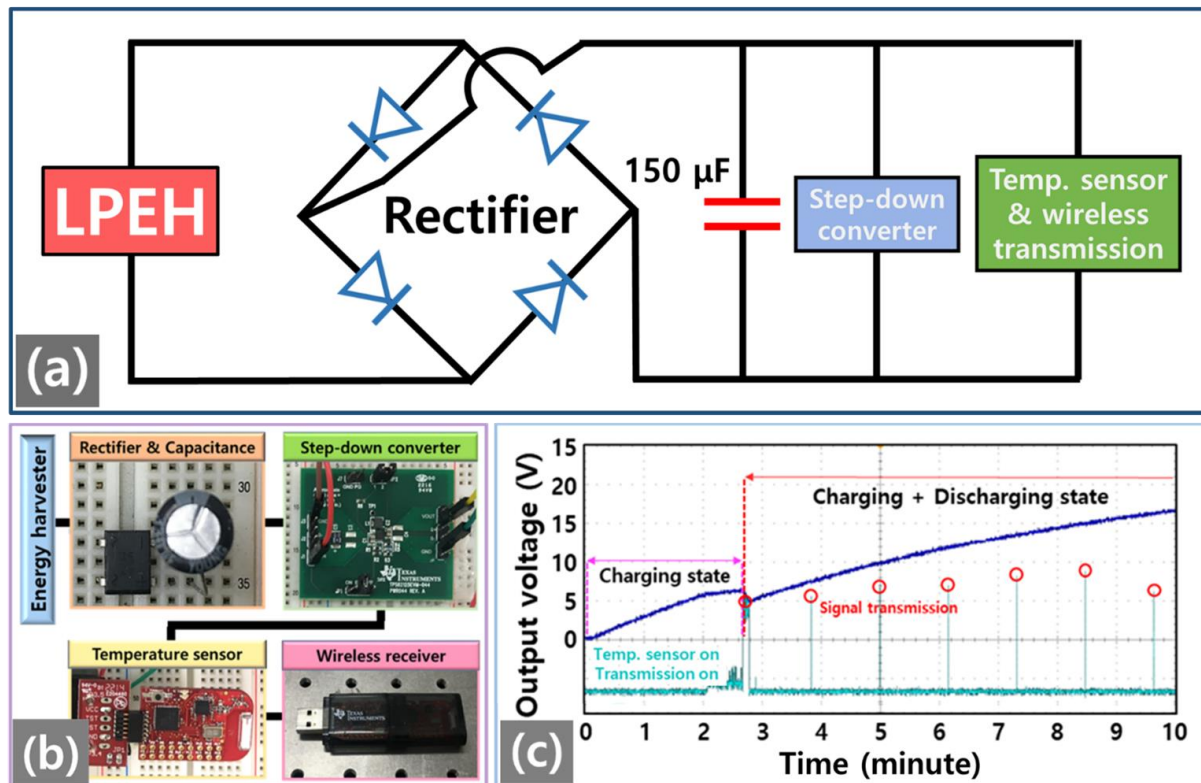 LPEH
Rectifier
150 μF
Step-down
converter
Temp. sensor
& wireless
transmission
(a)
Energy harvester
Rectifier & Capacitance
30
35
Step-down converter
TEXAS
INSTRUMENTS
Temperature sensor
Wireless receiver
TEXAS
INSTRUMENTS
(b)
Output voltage (V)
15
20
15
10
5
0
Charging + Discharging state
Charging state
Signal transmission
Temp. sensor on
Transmission on
0 1 2 3 4 5 6 7 8 9 10
Time (minute)
(c)